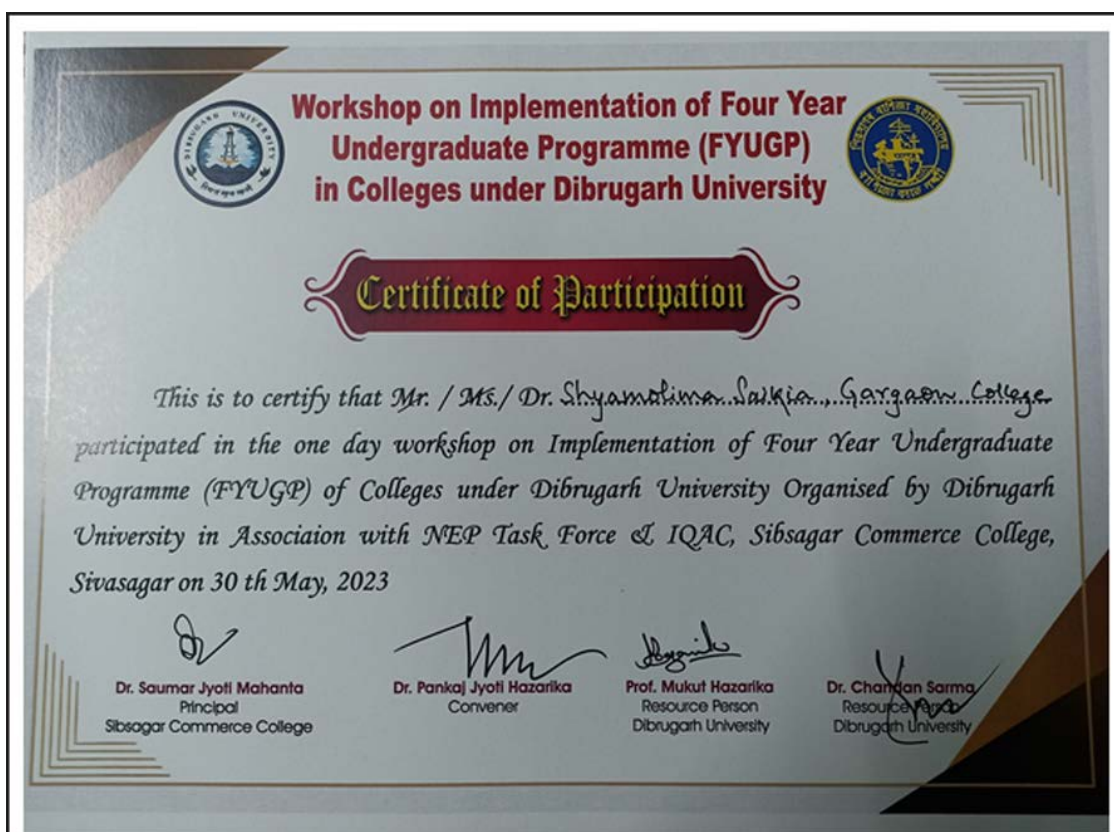 Workshop on Implementation of Four Year
Undergraduate Programme (FYUGP)
in Colleges under Dibrugarh University
DIBRUGARH UNIVERSITY
Certificate of Participation
This is to certify that Mr. / Ms./ Dr. Shyamolima Saikia, Gargaon College
participated in the one day workshop on Implementation of Four Year Undergraduate
Programme (FYUGP) of Colleges under Dibrugarh University Organised by Dibrugarh
University in Associaion with NEP Task Force & IQAC, Sibsagar Commerce College,
Sivasagar on 30 th May, 2023
Dr. Saumar Jyoti Mahanta
Principal
Sibsagar Commerce College
Dr. Pankaj Jyoti Hazarika
Convener
Prof. Mukut Hazarika
Resource Person
Dibrugarh University
Dr. Chandan Sarma
Resource Person
Dibrugarh University